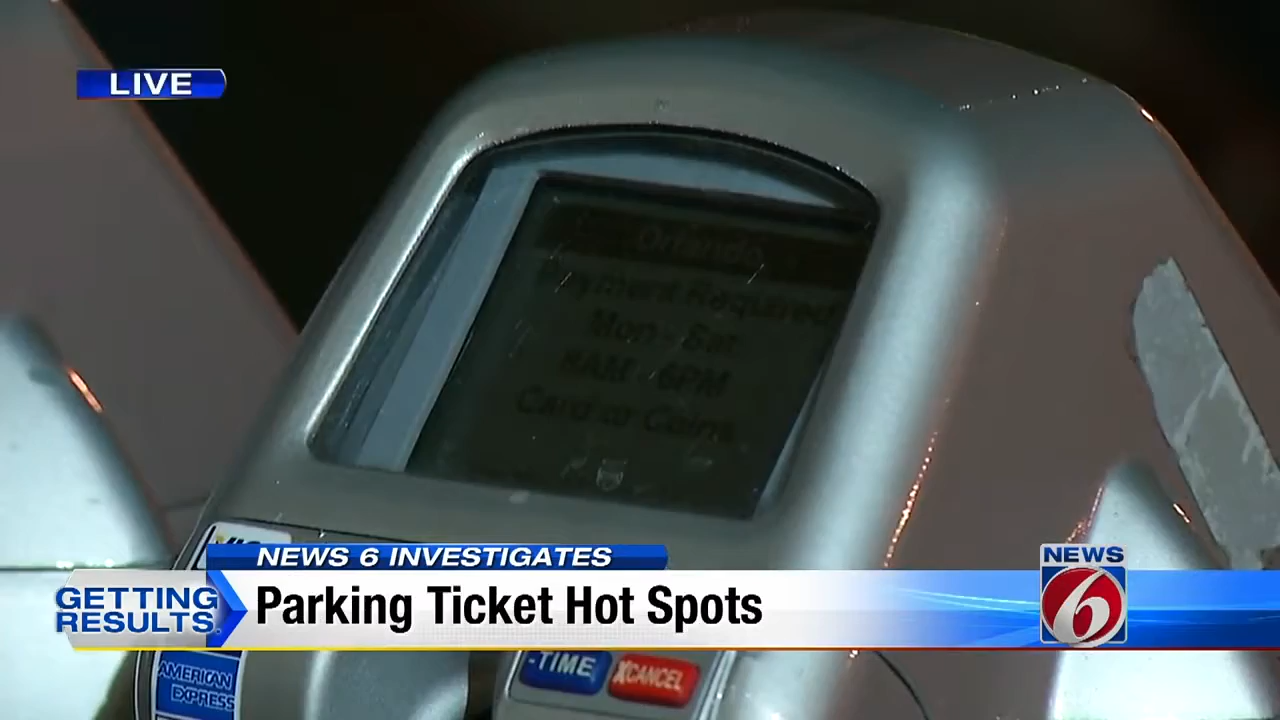 LIVE
Orlando
Payment Required
Mon - Sat
8AM - 6PM
Card or Coins
NEWS 6 INVESTIGATES
GETTING
RESULTS.
Parking Ticket Hot Spots
NEWS
6
-TIME
XCANCEL
AMERICAN
EXPRESS